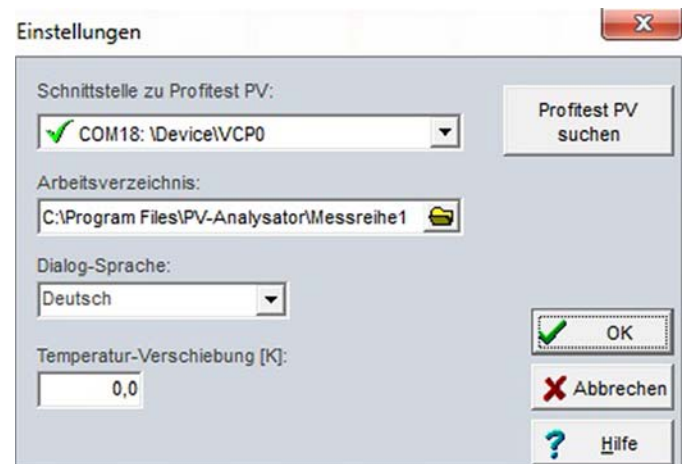 Einstellungen
Schnittstelle zu Profitest PV:
COM18: \Device\VCP0
Profitest PV
suchen
Arbeitsverzeichnis:
C:\Program Files\PV-Analysator\Messreihe1
Dialog-Sprache:
Deutsch
Temperatur-Verschiebung [K]:
0,0
OK
Abbrechen
Hilfe